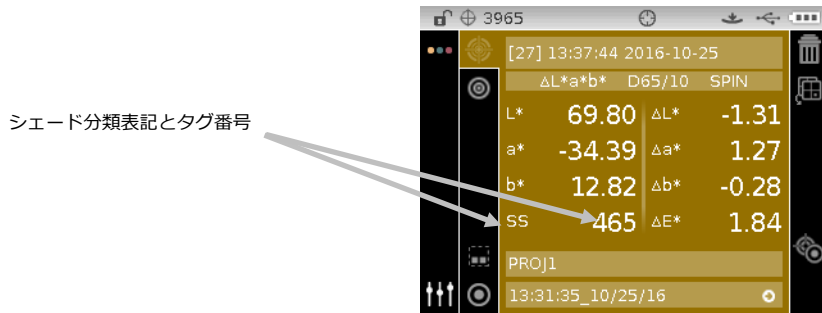 3965
[27] 13:37:44 2016-10-25
ΔL*a*b* D65/10 SPIN
シェード分類表記とタグ番号
L* 69.80 ΔL* -1.31
a* -34.39 Δa* 1.27
b* 12.82 Δb* -0.28
SS 465 ΔE* 1.84
PROJ1
13:31:35_10/25/16